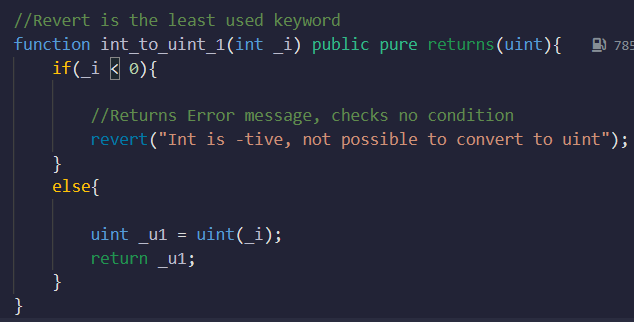 //Revert is the least used keyword
function int_to_uint_1(int _i) public pure returns(uint){ 785
if(_i < 0){
//Returns Error message, checks no condition
revert("Int is -tive, not possible to convert to uint");
}
else{
uint _u1 = uint(_i);
return _u1;
}
}